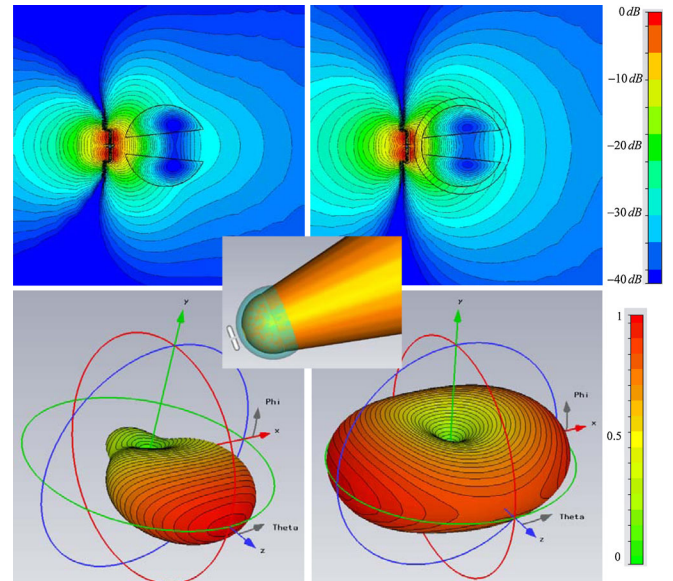 0 dB
−10 dB
−20 dB
−30 dB
−40 dB
y
Phi
x
Theta
z
y
Phi
x
Theta
z
1
0.5
0